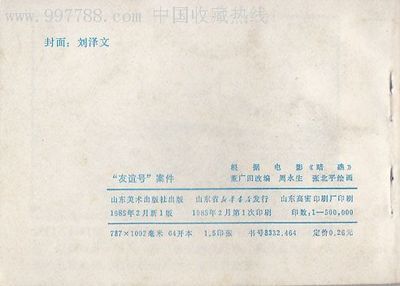 www.997788.com 中国收藏热线
封面：刘泽文
根据电影《暗礁》
“友谊号”案件 董广田改编 周永生 张北平绘画
山东美术出版社出版 山东省新华书店发行 山东高密印刷厂印刷
1985年2月新1版 1985年2月第1次印刷 印数：1—500,000
787×1092毫米 64开本 1.5印张 书号8332.464 定价0.26元